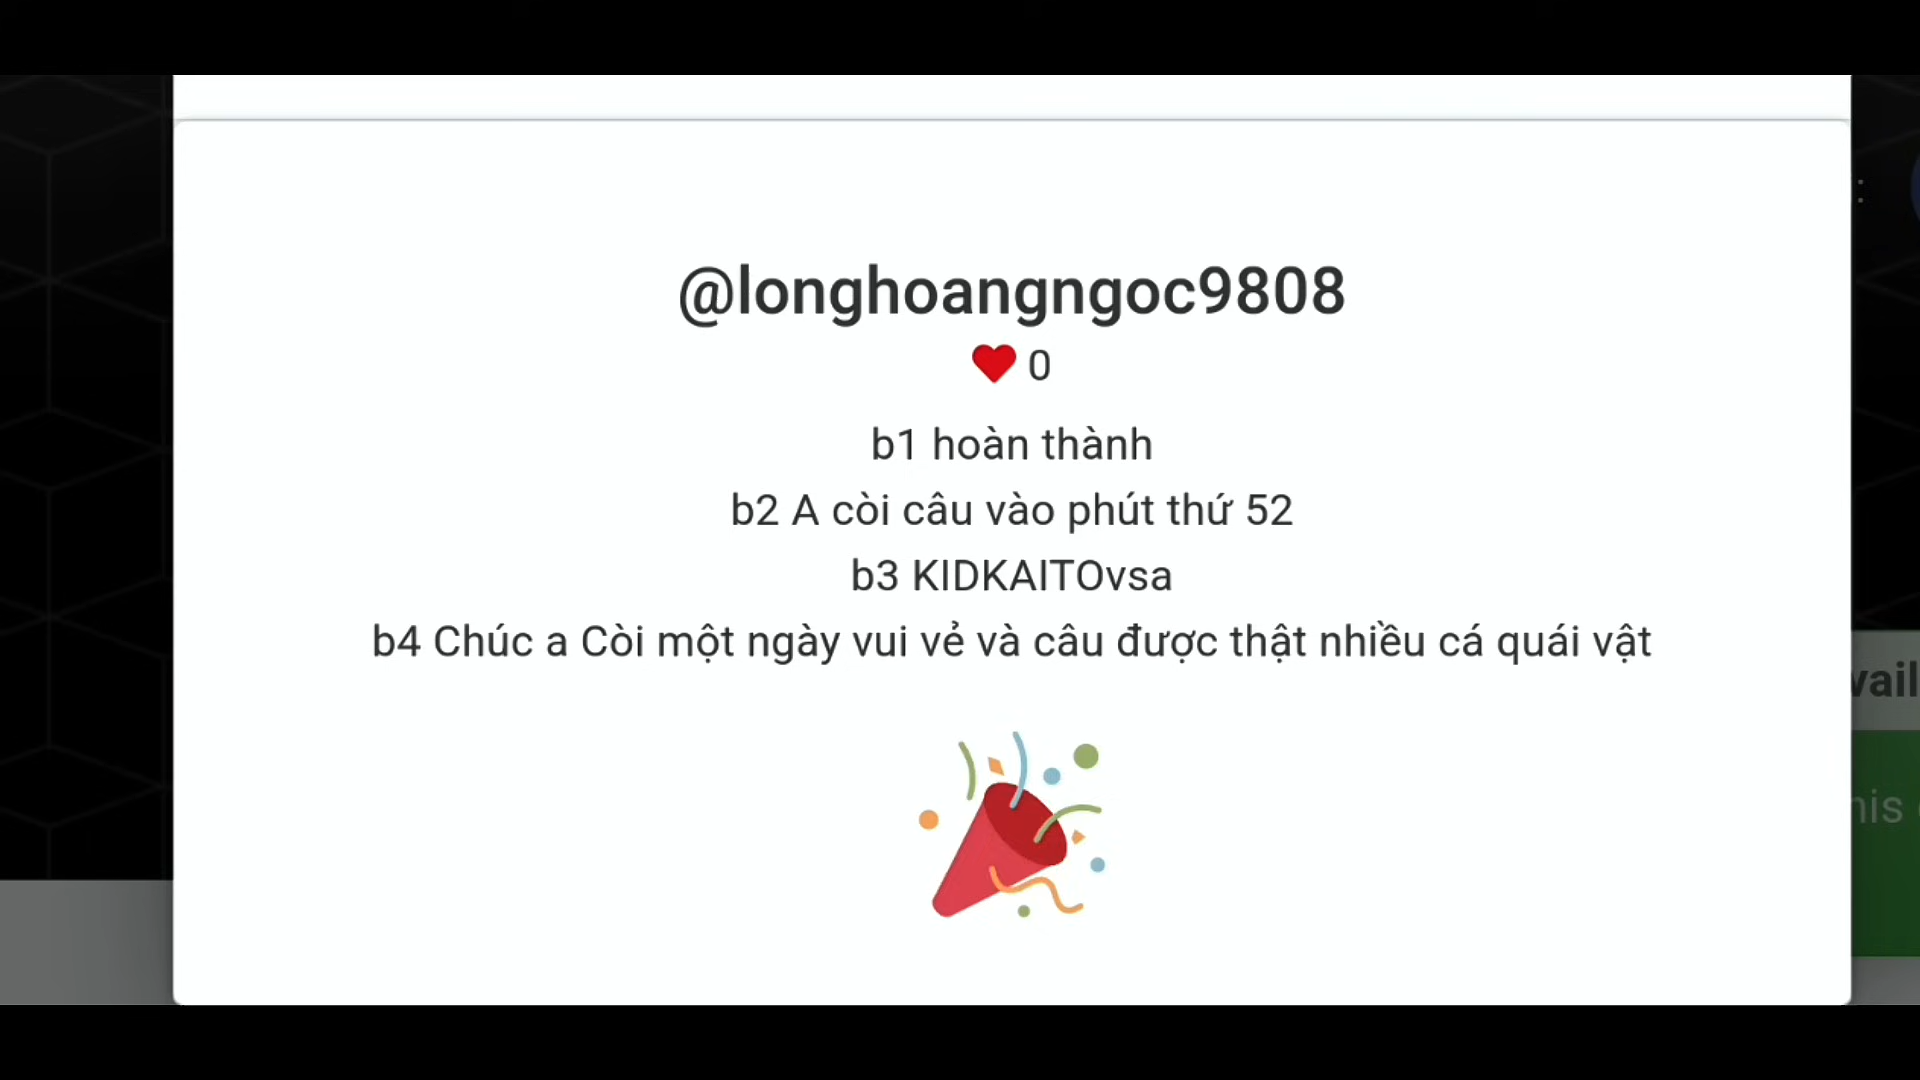 @longhoangngoc9808
0
b1 hoàn thành
b2 A còi câu vào phút thứ 52
b3 KIDKAITOvsa
b4 Chúc a Còi một ngày vui vẻ và câu được thật nhiều cá quái vật